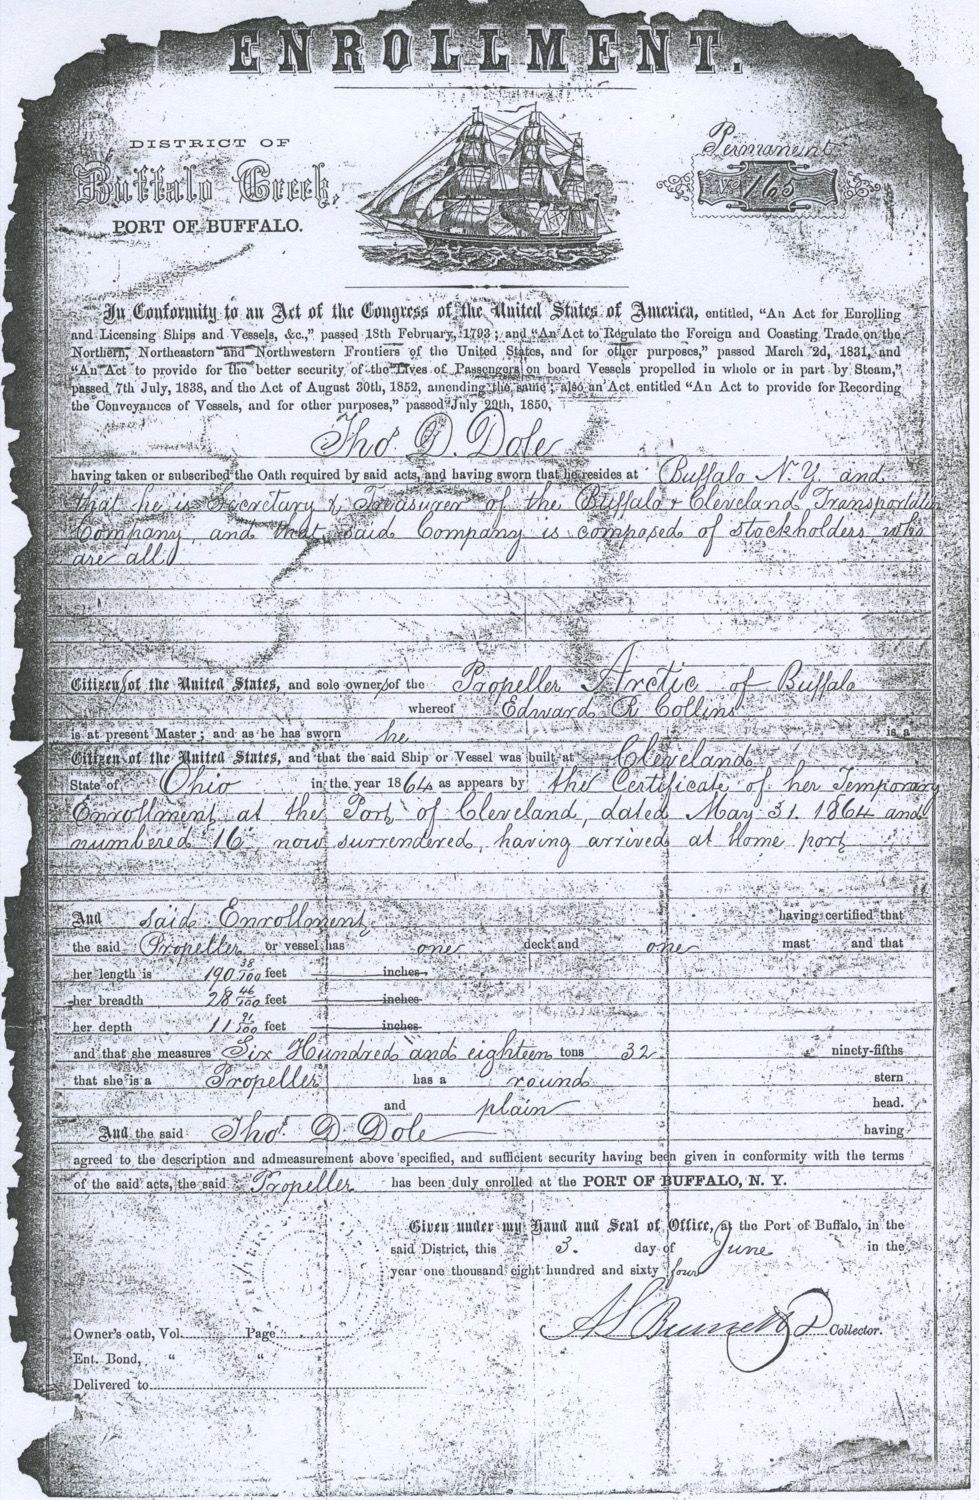 ENROLLMENT.
DISTRICT OF
Buffalo Creek,
PORT OF BUFFALO.
Permanent
No 165
In Conformity to an Act of the Congress of the United States of America, entitled, "An Act for Enrolling
and Licensing Ships and Vessels, &c.," passed 18th February, 1793; and "An Act to Regulate the Foreign and Coasting Trade on the
Northern, Northeastern and Northwestern Frontiers of the United States, and for other purposes," passed March 2d, 1831, and
"An Act to provide for the better security of the Lives of Passengers on board Vessels propelled in whole or in part by Steam,"
passed 7th July, 1838, and the Act of August 30th, 1852, amending the same; also an Act entitled "An Act to provide for Recording
the Conveyances of Vessels, and for other purposes," passed July 29th, 1850,
Thos D. Dole
having taken or subscribed the Oath required by said acts, and having sworn that he resides at Buffalo N.Y. and
that he is Secretary & Treasurer of the Buffalo & Cleveland Transportation
Company, and that said Company is composed of stockholders who
are all
Citizen of the United States, and sole owner of the Propeller Arctic of Buffalo
whereof Edward R. Collins
is at present Master; and as he has sworn he is a
Citizen of the United States, and that the said Ship or Vessel was built at Cleveland
State of Ohio in the year 1864 as appears by the Certificate of her Temporary
Enrollment at the Port of Cleveland, dated May 31. 1864 and
numbered 16 now surrendered, having arrived at home port
And said Enrollment having certified that
the said Propeller or vessel has one deck and one mast and that
her length is 190 38/100 feet inches
her breadth 28 46/100 feet inches
her depth 11 91/100 feet inches
and that she measures Six Hundred and eighteen tons 32 ninety-fifths
that she is a Propeller has a round stern
and plain head.
And the said Thos. D. Dole having
agreed to the description and admeasurement above specified, and sufficient security having been given in conformity with the terms
of the said acts, the said Propeller has been duly enrolled at the PORT OF BUFFALO, N. Y.
Given under my Hand and Seal of Office, at the Port of Buffalo, in the
said District, this 3. day of June in the
year one thousand eight hundred and sixty four
Owner's oath, Vol. Page
Collector.
Ent. Bond, " "
Delivered to